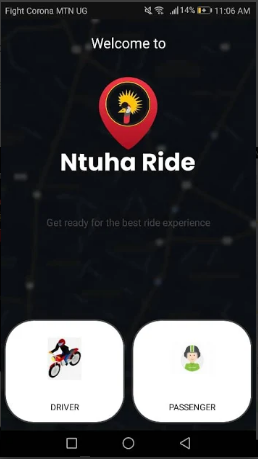 Fight Corona MTN UG
14%
11:06 AM
Welcome to
Ntuha Ride
Get ready for the best ride experience
DRIVER
PASSENGER